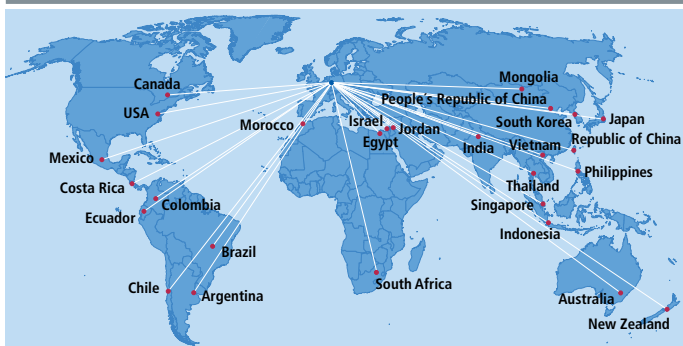 Canada
USA
Mexico
Costa Rica
Colombia
Ecuador
Brazil
Chile
Argentina
Morocco
Israel
Jordan
Egypt
South Africa
Mongolia
People's Republic of China
South Korea
Japan
India
Vietnam
Republic of China
Thailand
Philippines
Singapore
Indonesia
Australia
New Zealand